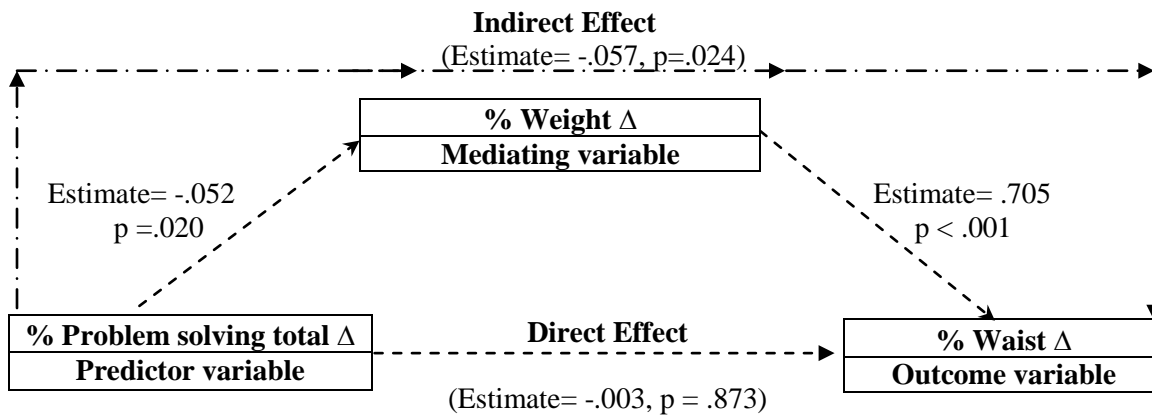 Indirect Effect
(Estimate= -.057, p=.024)
% Weight Δ
Mediating variable
Estimate= -.052
p =.020
Estimate= .705
p < .001
% Problem solving total Δ
Predictor variable
Direct Effect
(Estimate= -.003, p = .873)
% Waist Δ
Outcome variable